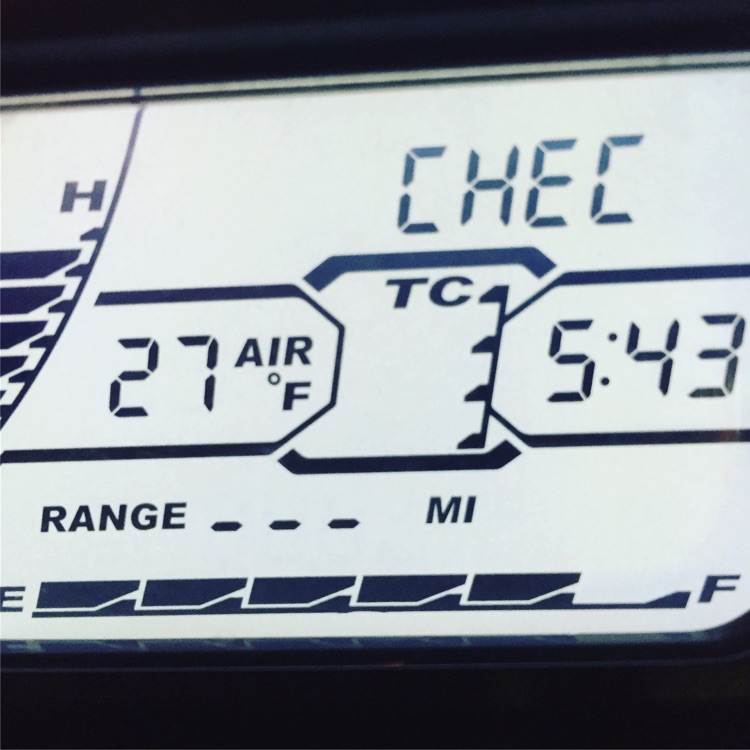 CHEC
H
TC
27 AIR °F
5:43
RANGE --- MI
E F